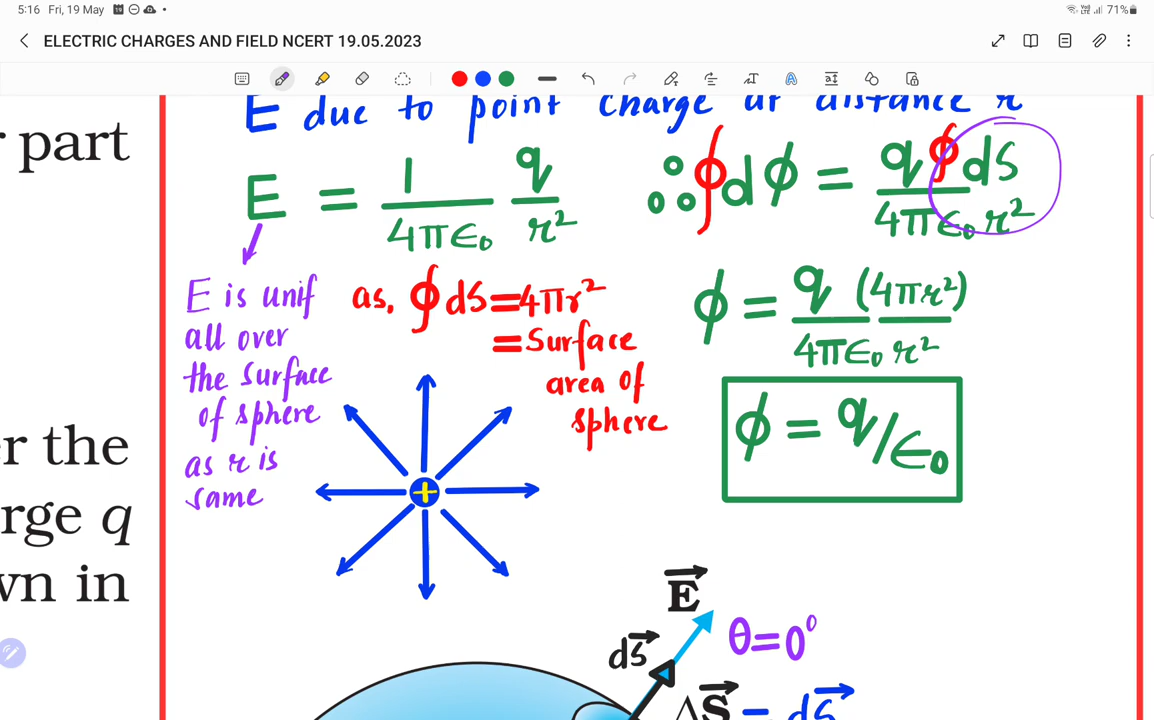 5:16 Fri, 19 May 71%
ELECTRIC CHARGES AND FIELD NCERT 19.05.2023
E due to point charge at distance r
part
E = 1/4πϵ₀ q/r²
∴ ∮dϕ = q∮dS/4πϵ₀r²
E is unif
all over
the surface
of sphere
as r is
same
as, ∮dS=4πr²
=Surface
area of
sphere
ϕ = q(4πr²)/4πϵ₀r²
ϕ = q/ϵ₀
+
r the
rge q
wn in
E⃗
θ=0°
dS⃗
ΔS⃗ = dS⃗